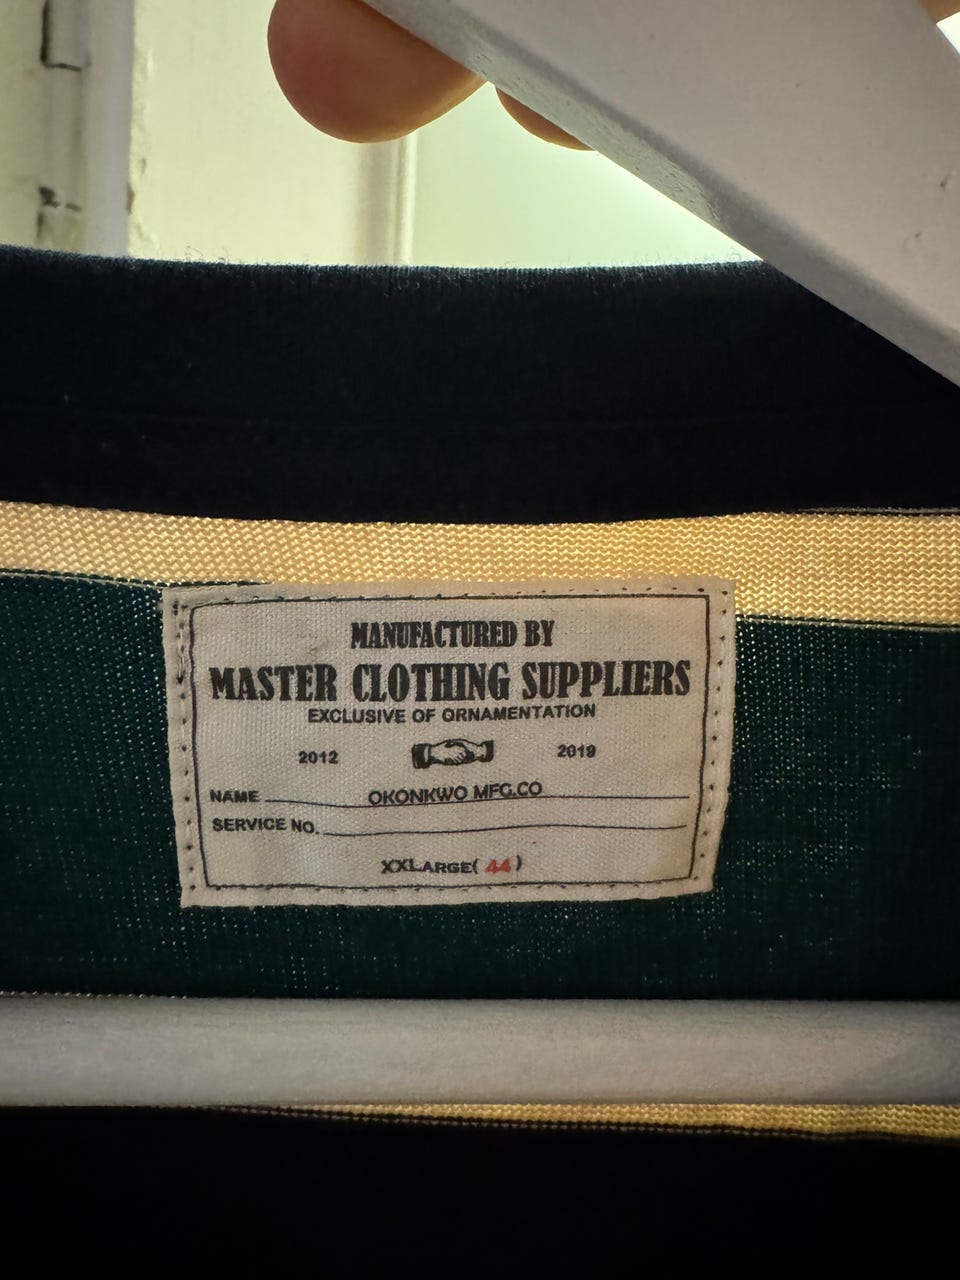 MANUFACTURED BY
MASTER CLOTHING SUPPLIERS
EXCLUSIVE OF ORNAMENTATION
2012 2019
NAME OKONKWO MFG.CO
SERVICE NO.
XXLARGE( 44 )